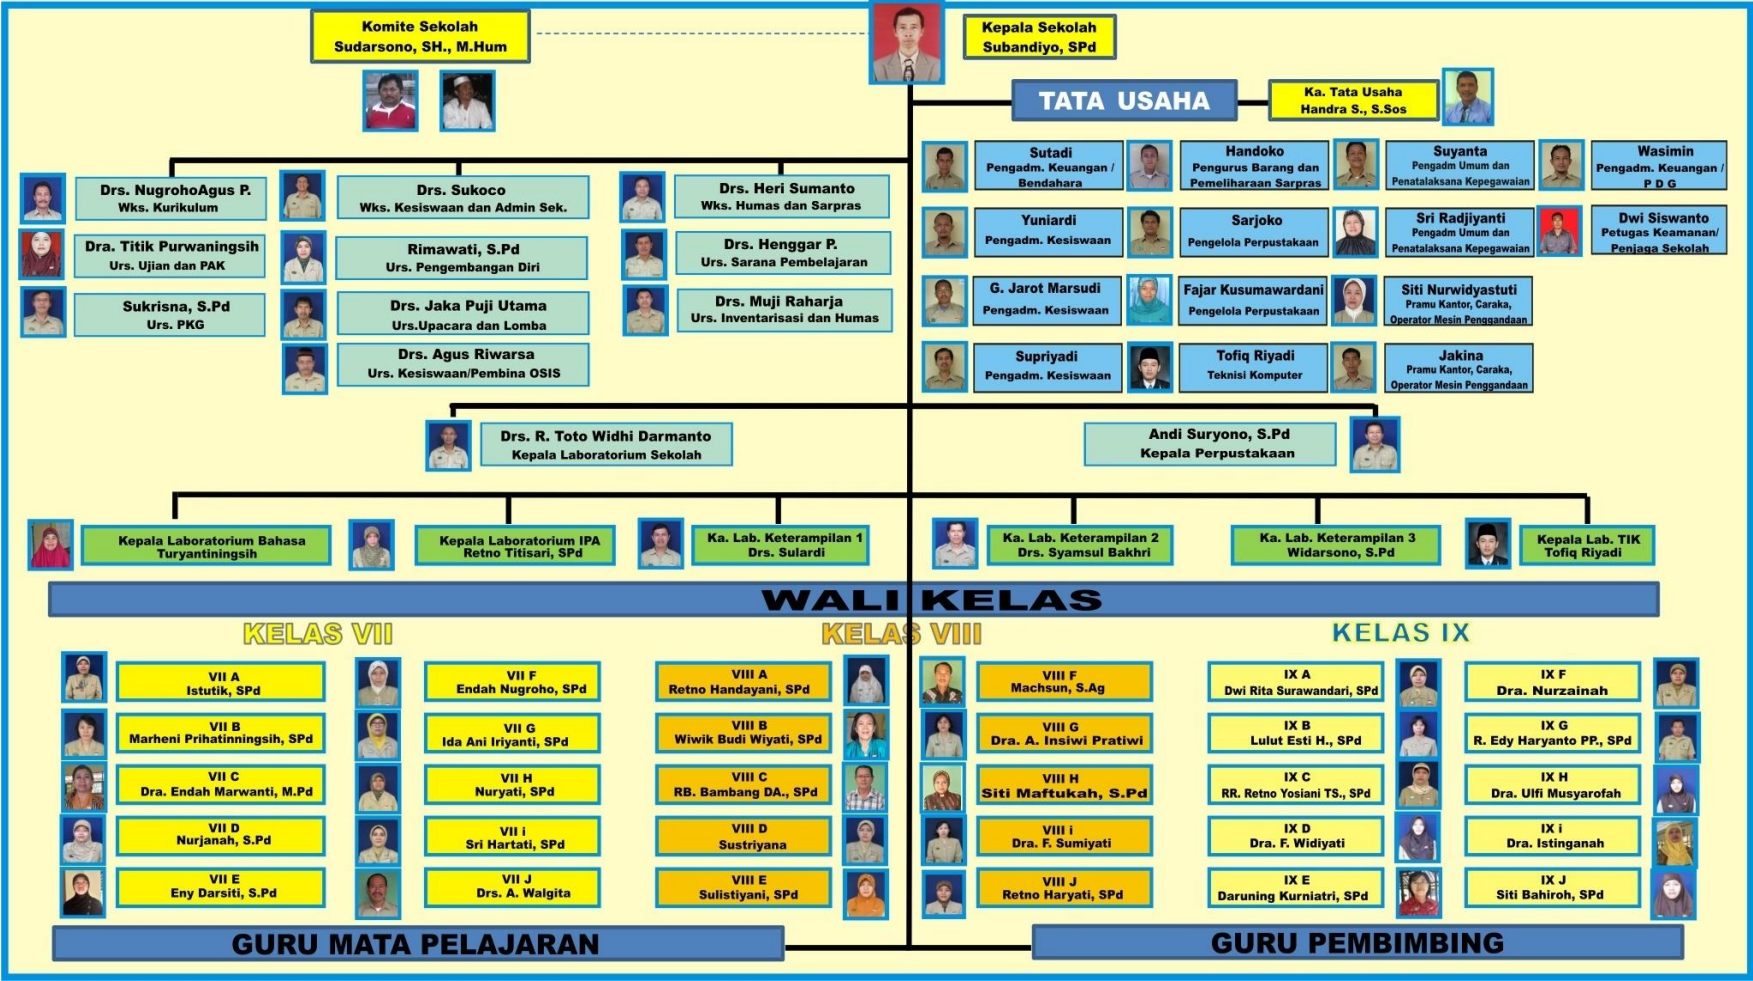 Komite Sekolah
Sudarsono, SH., M.Hum
Kepala Sekolah
Subandiyo, SPd
TATA USAHA
Ka. Tata Usaha
Handra S., S.Sos
Sutadi
Pengadm. Keuangan /
Bendahara
Handoko
Pengurus Barang dan
Pemeliharaan Sarpras
Suyanta
Pengadm Umum dan
Penatalaksana Kepegawaian
Wasimin
Pengadm. Keuangan /
P D G
Yuniardi
Pengadm. Kesiswaan
Sarjoko
Pengelola Perpustakaan
Sri Radjiyanti
Pengadm Umum dan
Penatalaksana Kepegawaian
Dwi Siswanto
Petugas Keamanan/
Penjaga Sekolah
G. Jarot Marsudi
Pengadm. Kesiswaan
Fajar Kusumawardani
Pengelola Perpustakaan
Siti Nurwidyastuti
Pramu Kantor, Caraka,
Operator Mesin Penggandaan
Supriyadi
Pengadm. Kesiswaan
Tofiq Riyadi
Teknisi Komputer
Jakina
Pramu Kantor, Caraka,
Operator Mesin Penggandaan
Drs. NugrohoAgus P.
Wks. Kurikulum
Drs. Sukoco
Wks. Kesiswaan dan Admin Sek.
Drs. Heri Sumanto
Wks. Humas dan Sarpras
Dra. Titik Purwaningsih
Urs. Ujian dan PAK
Rimawati, S.Pd
Urs. Pengembangan Diri
Drs. Henggar P.
Urs. Sarana Pembelajaran
Sukrisna, S.Pd
Urs. PKG
Drs. Jaka Puji Utama
Urs.Upacara dan Lomba
Drs. Muji Raharja
Urs. Inventarisasi dan Humas
Drs. Agus Riwarsa
Urs. Kesiswaan/Pembina OSIS
Drs. R. Toto Widhi Darmanto
Kepala Laboratorium Sekolah
Andi Suryono, S.Pd
Kepala Perpustakaan
Kepala Laboratorium Bahasa
Turyantiningsih
Kepala Laboratorium IPA
Retno Titisari, SPd
Ka. Lab. Keterampilan 1
Drs. Sulardi
Ka. Lab. Keterampilan 2
Drs. Syamsul Bakhri
Ka. Lab. Keterampilan 3
Widarsono, S.Pd
Kepala Lab. TIK
Tofiq Riyadi
WALI KELAS
KELAS VII
KELAS VIII
KELAS IX
VII A
Istutik, SPd
VII F
Endah Nugroho, SPd
VIII A
Retno Handayani, SPd
VIII F
Machsun, S.Ag
IX A
Dwi Rita Surawandari, SPd
IX F
Dra. Nurzainah
VII B
Marheni Prihatinningsih, SPd
VII G
Ida Ani Iriyanti, SPd
VIII B
Wiwik Budi Wiyati, SPd
VIII G
Dra. A. Insiwi Pratiwi
IX B
Lulut Esti H., SPd
IX G
R. Edy Haryanto PP., SPd
VII C
Dra. Endah Marwanti, M.Pd
VII H
Nuryati, SPd
VIII C
RB. Bambang DA., SPd
VIII H
Siti Maftukah, S.Pd
IX C
RR. Retno Yosiani TS., SPd
IX H
Dra. Ulfi Musyarofah
VII D
Nurjanah, S.Pd
VII i
Sri Hartati, SPd
VIII D
Sustriyana
VIII i
Dra. F. Sumiyati
IX D
Dra. F. Widiyati
IX i
Dra. Istinganah
VII E
Eny Darsiti, S.Pd
VII J
Drs. A. Walgita
VIII E
Sulistiyani, SPd
VIII J
Retno Haryati, SPd
IX E
Daruning Kurniatri, SPd
IX J
Siti Bahiroh, SPd
GURU MATA PELAJARAN
GURU PEMBIMBING